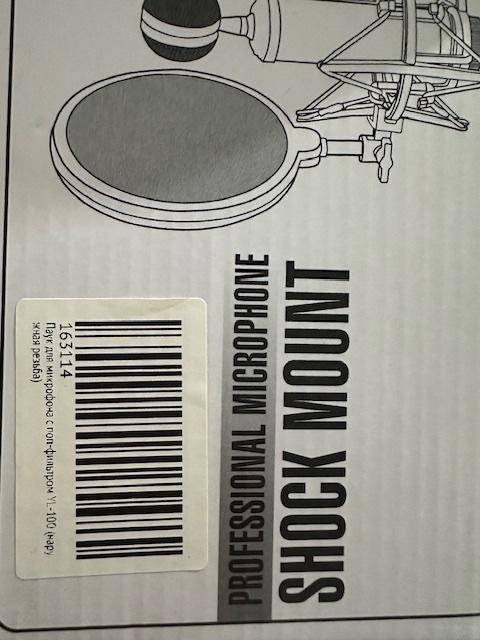 163114
Паук для микрофона с поп-фильтром YL-100 (нару
жная резьба)
PROFESSIONAL MICROPHONE
SHOCK MOUNT